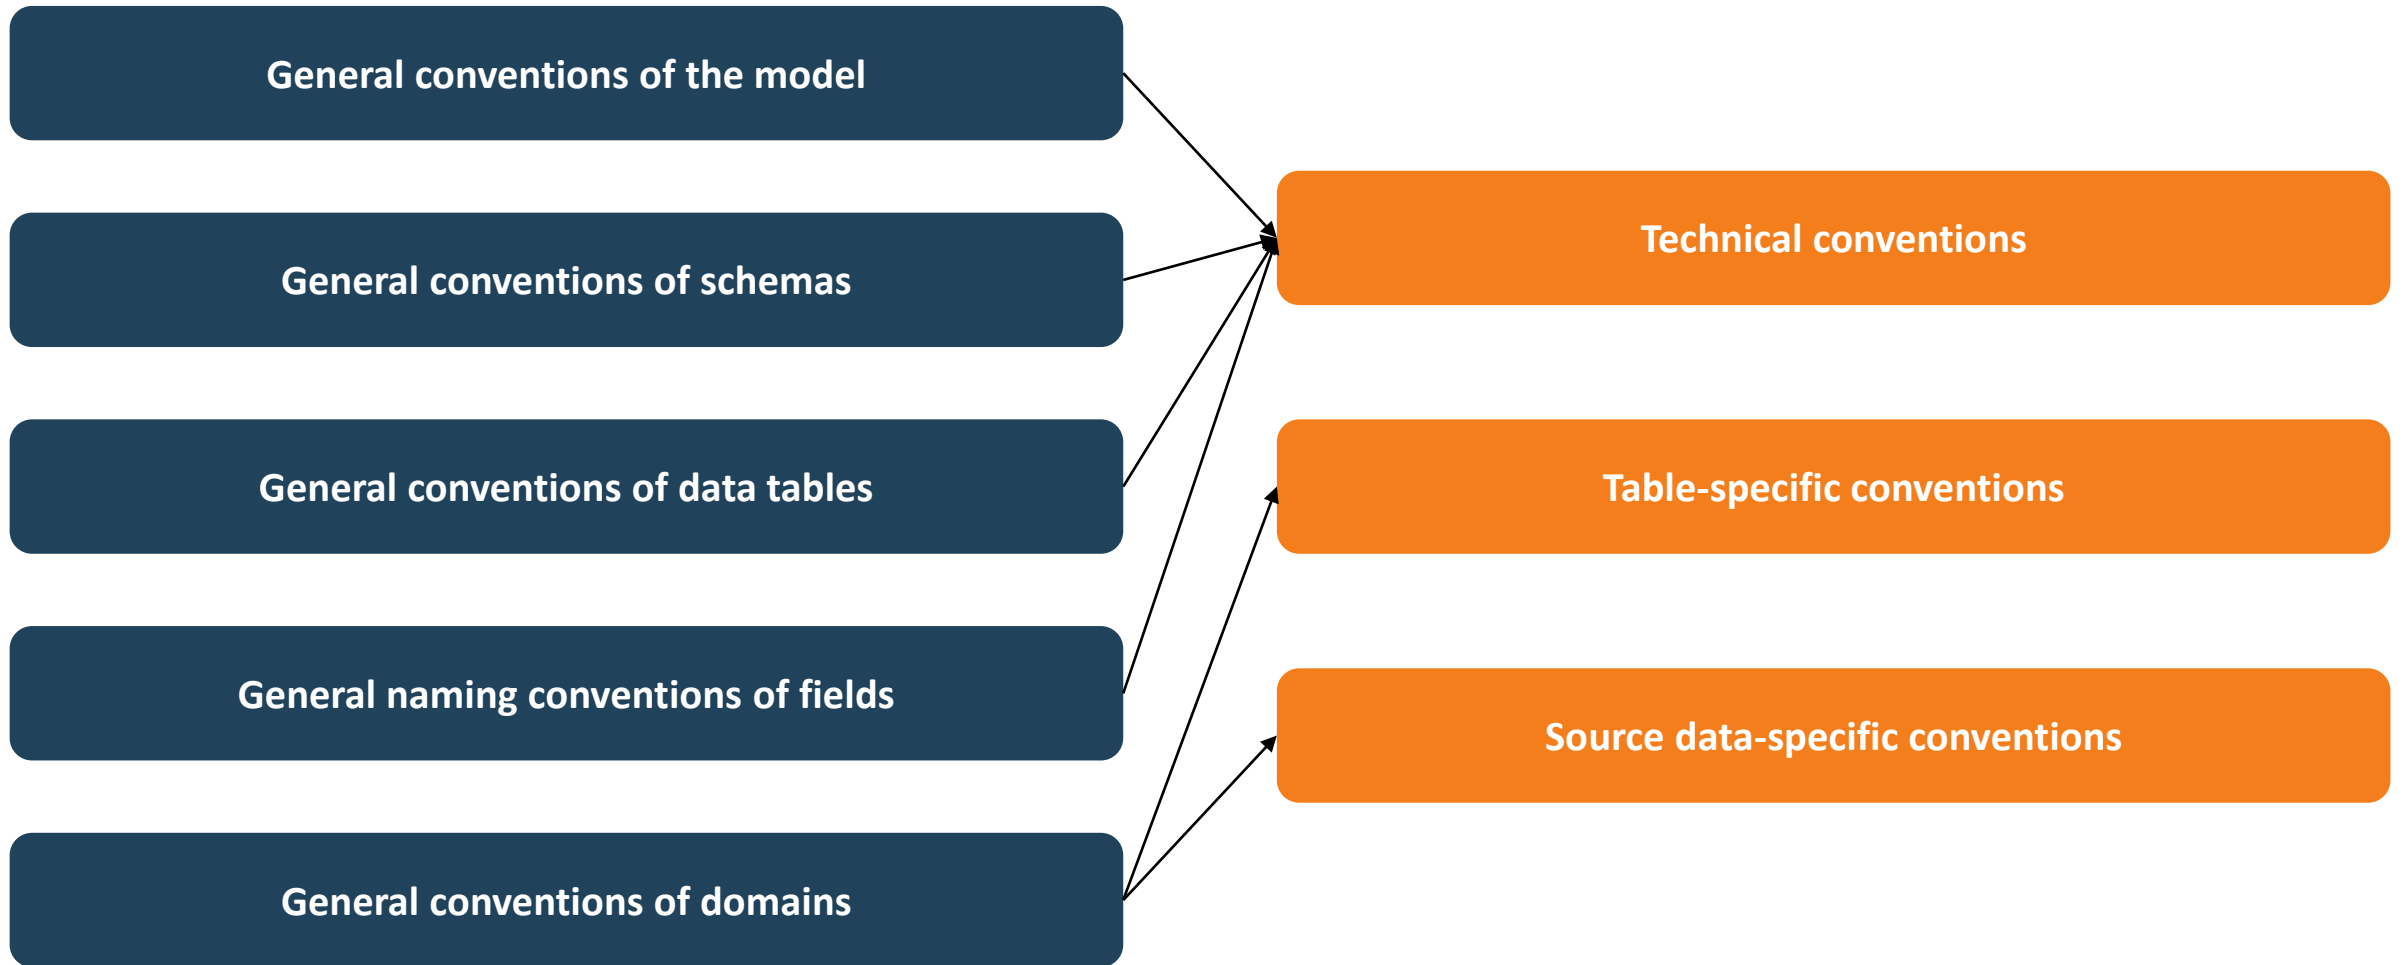 General conventions of the model
General conventions of schemas
General conventions of data tables
General naming conventions of fields
General conventions of domains
Technical conventions
Table-specific conventions
Source data-specific conventions